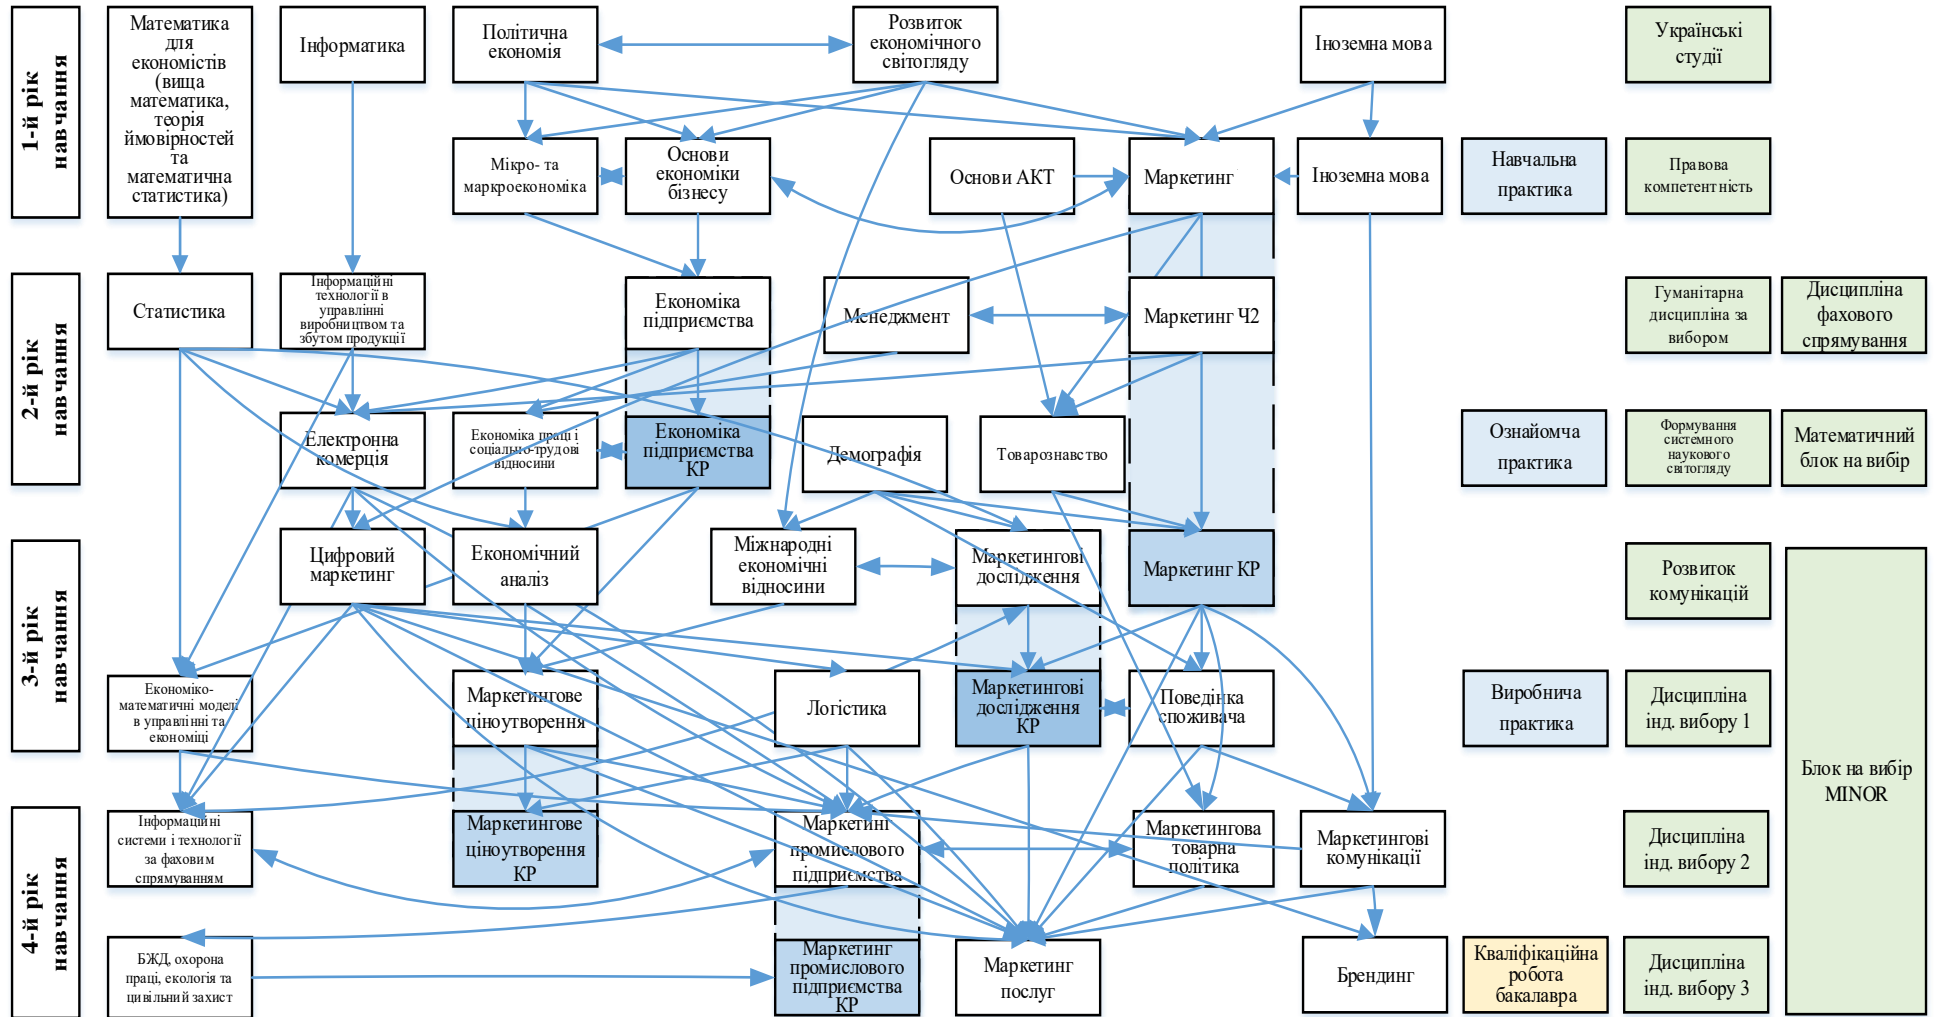 1-й рік
навчання
Математика
для
економістів
(вища
математика,
теорія
ймовірностей
та
математична
статистика)
Інформатика
Політична
економія
Розвиток
економічного
світогляду
Іноземна мова
Українські
студії
Мікро- та
маркроекономіка
Основи
економіки
бізнесу
Основи АКТ
Маркетинг
Іноземна мова
Навчальна
практика
Правова
компетентність
2-й рік
навчання
Статистика
Інформаційні
технології в
управлінні
виробництвом та
збутом продукції
Економіка
підприємства
Менеджмент
Маркетинг Ч2
Гуманітарна
дисципліна за
вибором
Дисципліна
фахового
спрямування
Електронна
комерція
Економіка праці і
соціально-трудові
відносини
Економіка
підприємства
КР
Демографія
Товарознавство
Ознайомча
практика
Формування
системного
наукового
світогляду
Математичний
блок на вибір
3-й рік
навчання
Цифровий
маркетинг
Економічний
аналіз
Міжнародні
економічні
відносини
Маркетингові
дослідження
Маркетинг КР
Розвиток
комунікацій
Економіко-
математичні моделі
в управлінні та
економіці
Маркетингове
ціноутворення
Логістика
Маркетингові
дослідження
КР
Поведінка
споживача
Виробнича
практика
Дисципліна
інд. вибору 1
Блок на вибір
MINOR
4-й рік
навчання
Інформаційні
системи і технології
за фаховим
спрямуванням
Маркетингове
ціноутворення
КР
Маркетинг
промислового
підприємства
Маркетингова
товарна
політика
Маркетингові
комунікації
Дисципліна
інд. вибору 2
БЖД, охорона
праці, екологія та
цивільний захист
Маркетинг
промислового
підприємства
КР
Маркетинг
послуг
Брендинг
Кваліфікаційна
робота
бакалавра
Дисципліна
інд. вибору 3